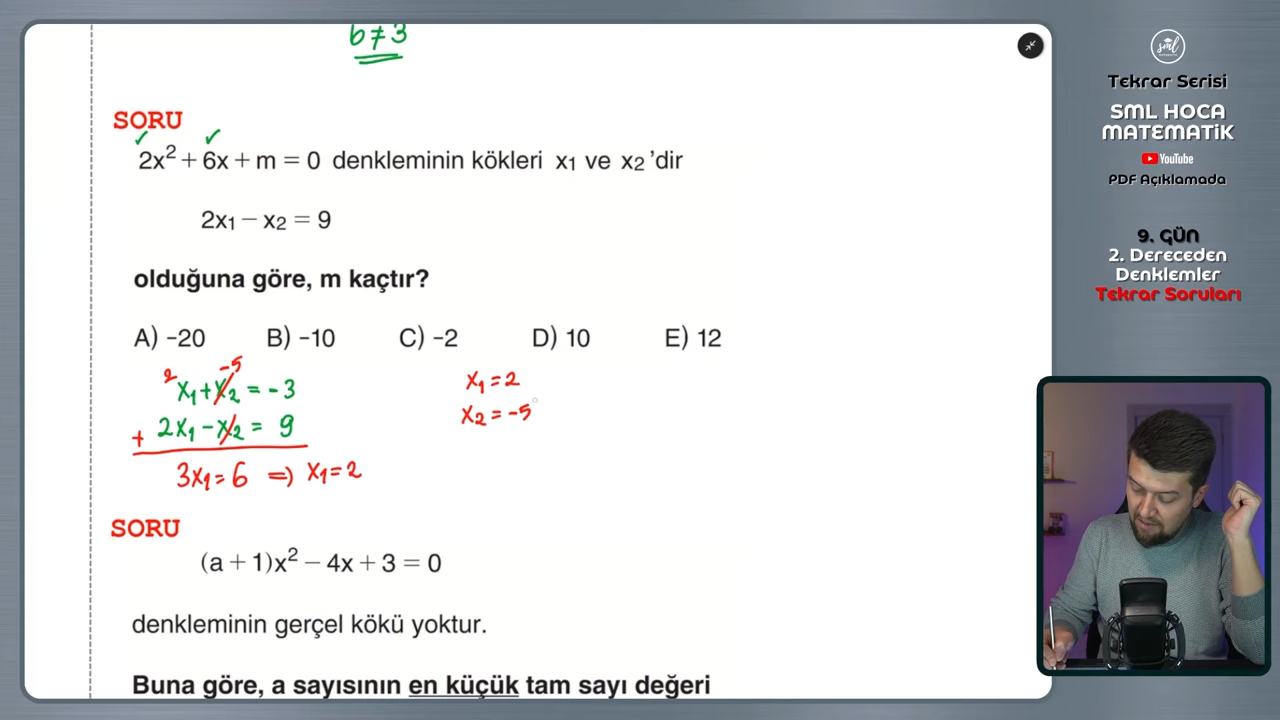 b ≠ 3
SORU
2x² + 6x + m = 0 denkleminin kökleri x₁ ve x₂ 'dir
2x₁ − x₂ = 9
olduğuna göre, m kaçtır?
A) −20 B) −10 C) −2 D) 10 E) 12
2 −5
x₁ + x₂ = −3
+ 2x₁ − x₂ = 9
3x₁ = 6 ⇒ x₁ = 2
x₁ = 2
x₂ = −5
SORU
(a + 1)x² − 4x + 3 = 0
denkleminin gerçel kökü yoktur.
Buna göre, a sayısının en küçük tam sayı değeri
sml
Tekrar Serisi
SML HOCA
MATEMATİK
YouTube
PDF Açıklamada
9. GÜN
2. Dereceden
Denklemler
Tekrar Soruları